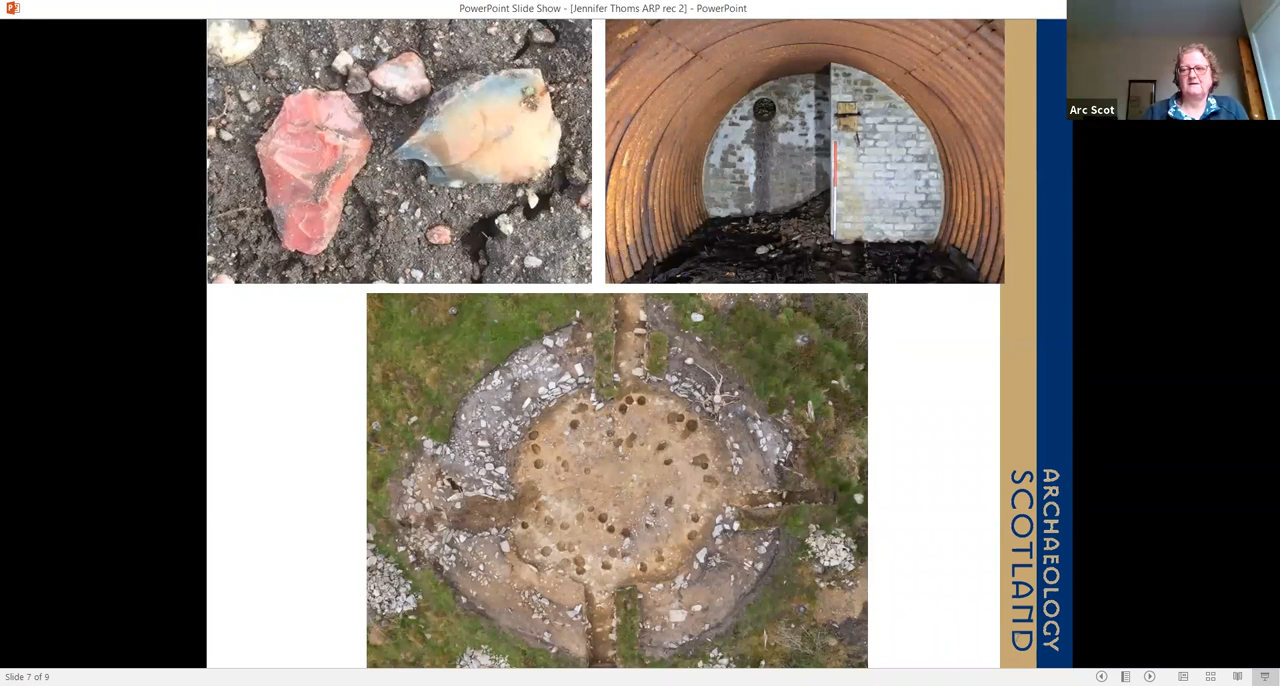 PowerPoint Slide Show - [Jennifer Thoms ARP rec 2] - PowerPoint
Arc Scot
ARCHAEOLOGY
SCOTLAND
Slide 7 of 9